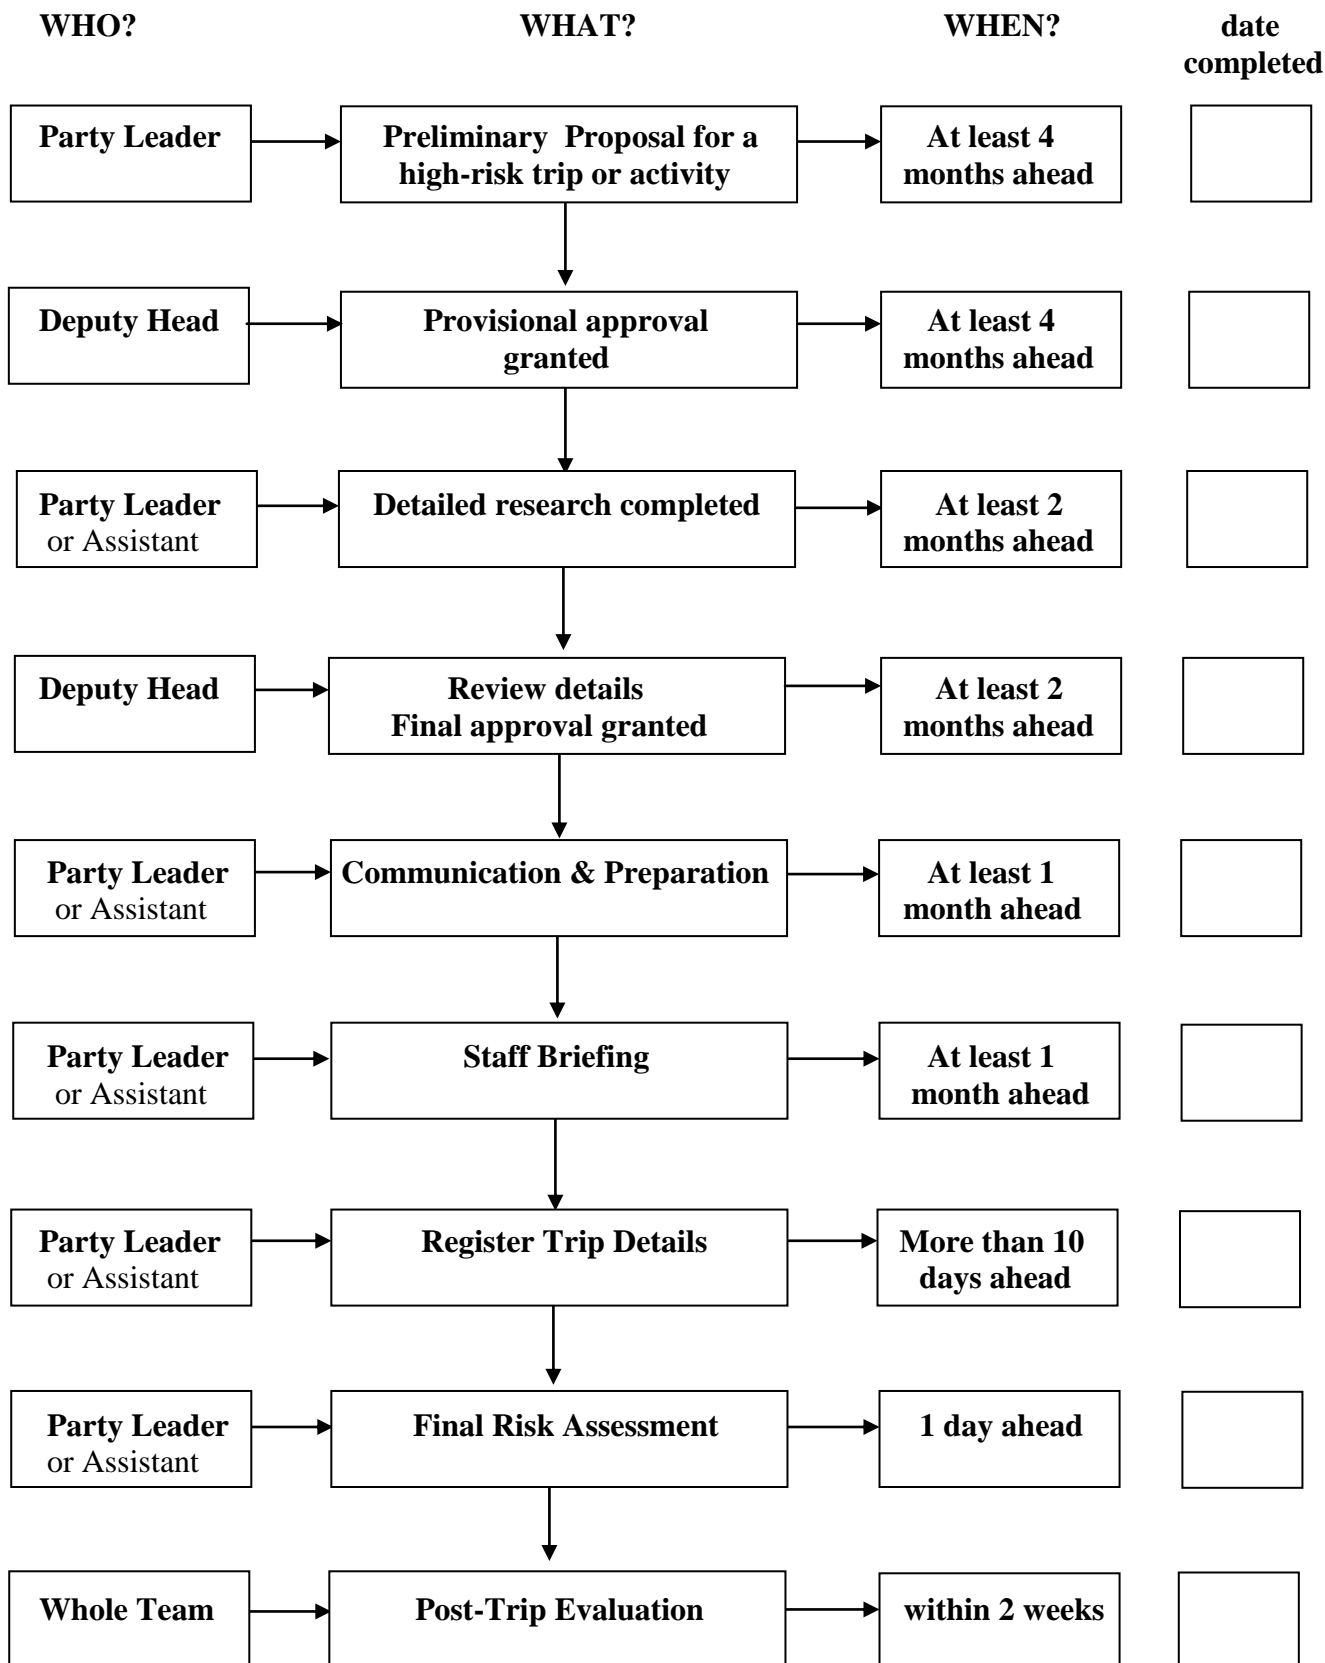 WHO? WHAT? WHEN? date
completed
Party Leader Preliminary Proposal for a At least 4
high-risk trip or activity months ahead
Deputy Head Provisional approval At least 4
granted months ahead
Party Leader Detailed research completed At least 2
or Assistant months ahead
Deputy Head Review details At least 2
Final approval granted months ahead
Party Leader Communication & Preparation At least 1
or Assistant month ahead
Party Leader Staff Briefing At least 1
or Assistant month ahead
Party Leader Register Trip Details More than 10
or Assistant days ahead
Party Leader Final Risk Assessment 1 day ahead
or Assistant
Whole Team Post-Trip Evaluation within 2 weeks